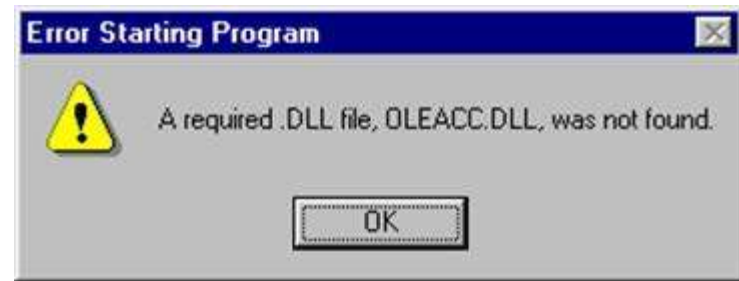 Error Starting Program
A required .DLL file, OLEACC.DLL, was not found.
OK